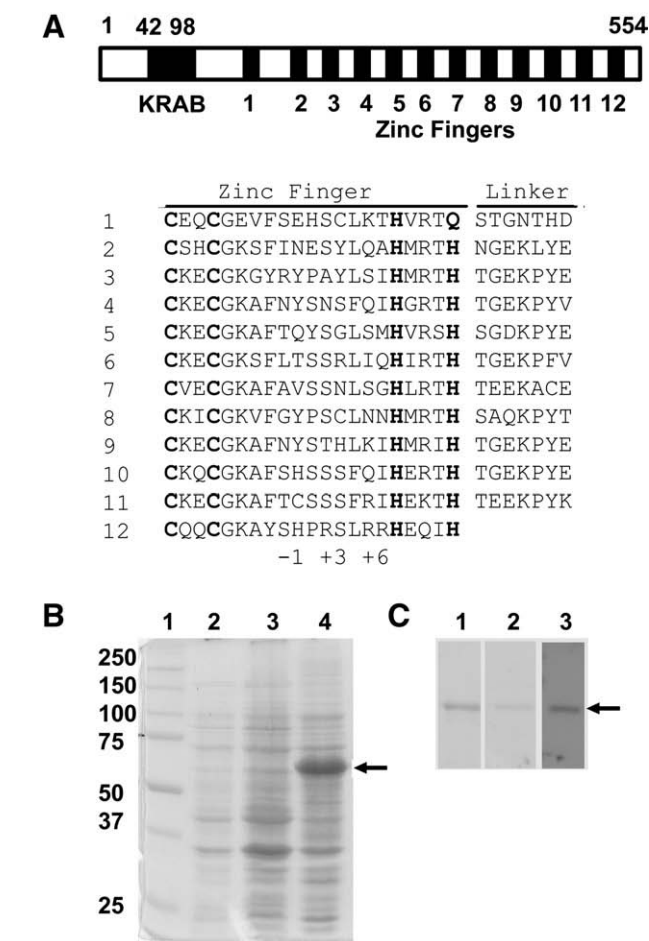 A
1 42 98 554
KRAB 1 2 3 4 5 6 7 8 9 10 11 12
Zinc Fingers
Zinc Finger Linker
1 CEQCGEVFSEHSCLKTHVRTQ STGNTHD
2 CSHCGKSFINESYLQAHMRTH NGEKLYE
3 CKECGKGYRYPAYLSIHMRTH TGEKPYE
4 CKECGKAFNYSNSFQIHGRTH TGEKPYV
5 CKECGKAFTQYSGLSMHVRSH SGDKPYE
6 CKECGKSFLTSSRLIQHIRTH TGEKPFV
7 CVECGKAFAVSSNLSGHLRTH TEEKACE
8 CKICGKVFGYPSCLNNHMRTH SAQKPYT
9 CKECGKAFNYSTHLKIHMRIH TGEKPYE
10 CKQCGKAFSHSSSFQIHERTH TGEKPYE
11 CKECGKAFTCSSSFRIHEKTH TEEKPYK
12 CQQCGKAYSHPRSLRRHEQIH
-1 +3 +6
B 1 2 3 4
250
150
100
75
50
37
25
C 1 2 3